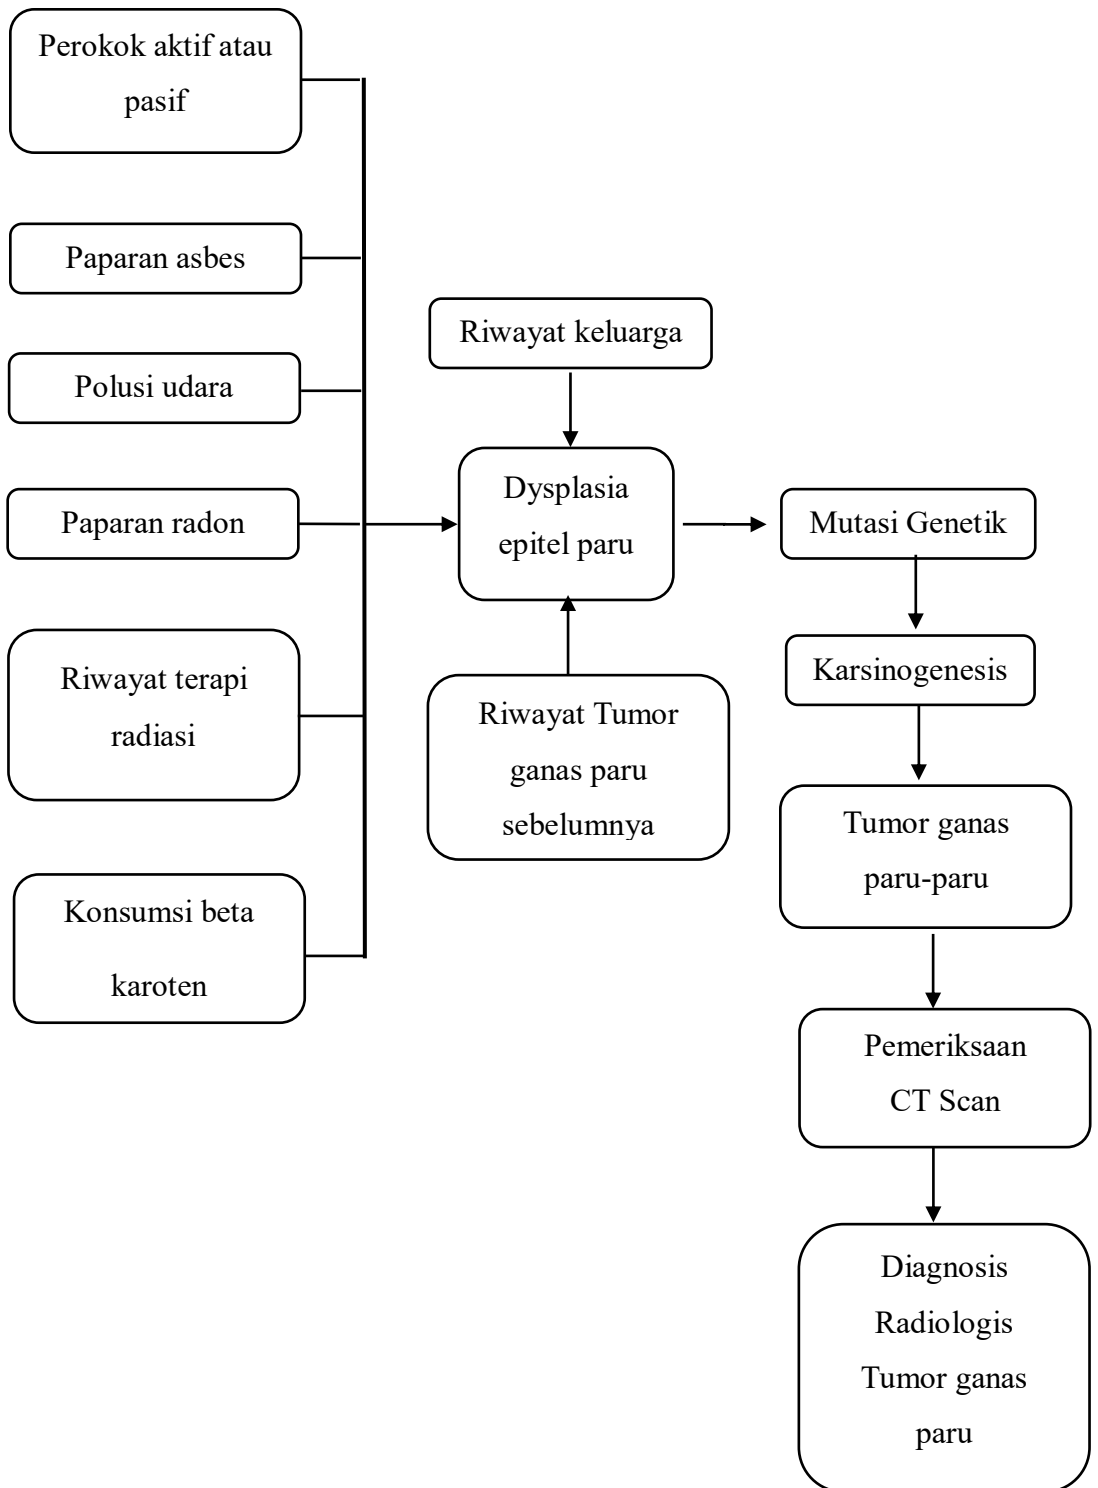 Perokok aktif atau
pasif
Paparan asbes
Polusi udara
Paparan radon
Riwayat terapi
radiasi
Konsumsi beta
karoten
Riwayat keluarga
Dysplasia
epitel paru
Riwayat Tumor
ganas paru
sebelumnya
Mutasi Genetik
Karsinogenesis
Tumor ganas
paru-paru
Pemeriksaan
CT Scan
Diagnosis
Radiologis
Tumor ganas
paru